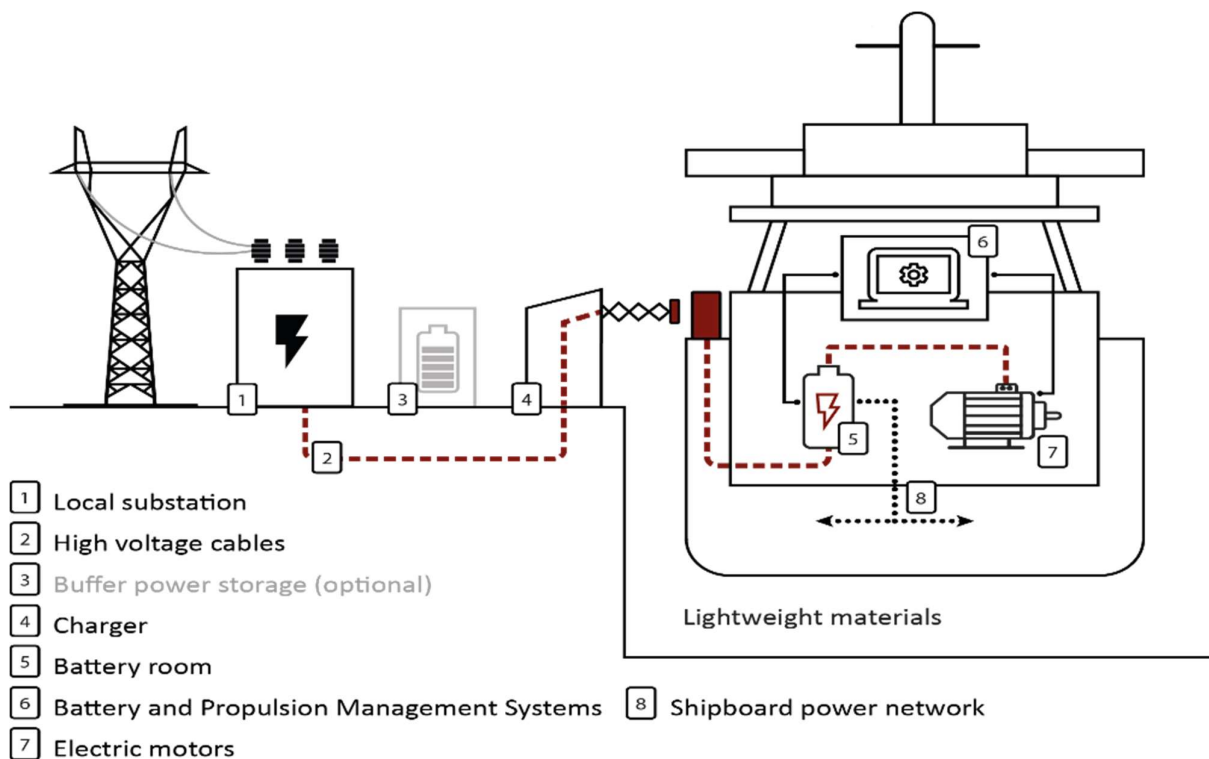 6
1
3
4
5
2
7
8
1 Local substation
2 High voltage cables
3 Buffer power storage (optional)
4 Charger
Lightweight materials
5 Battery room
6 Battery and Propulsion Management Systems
8 Shipboard power network
7 Electric motors